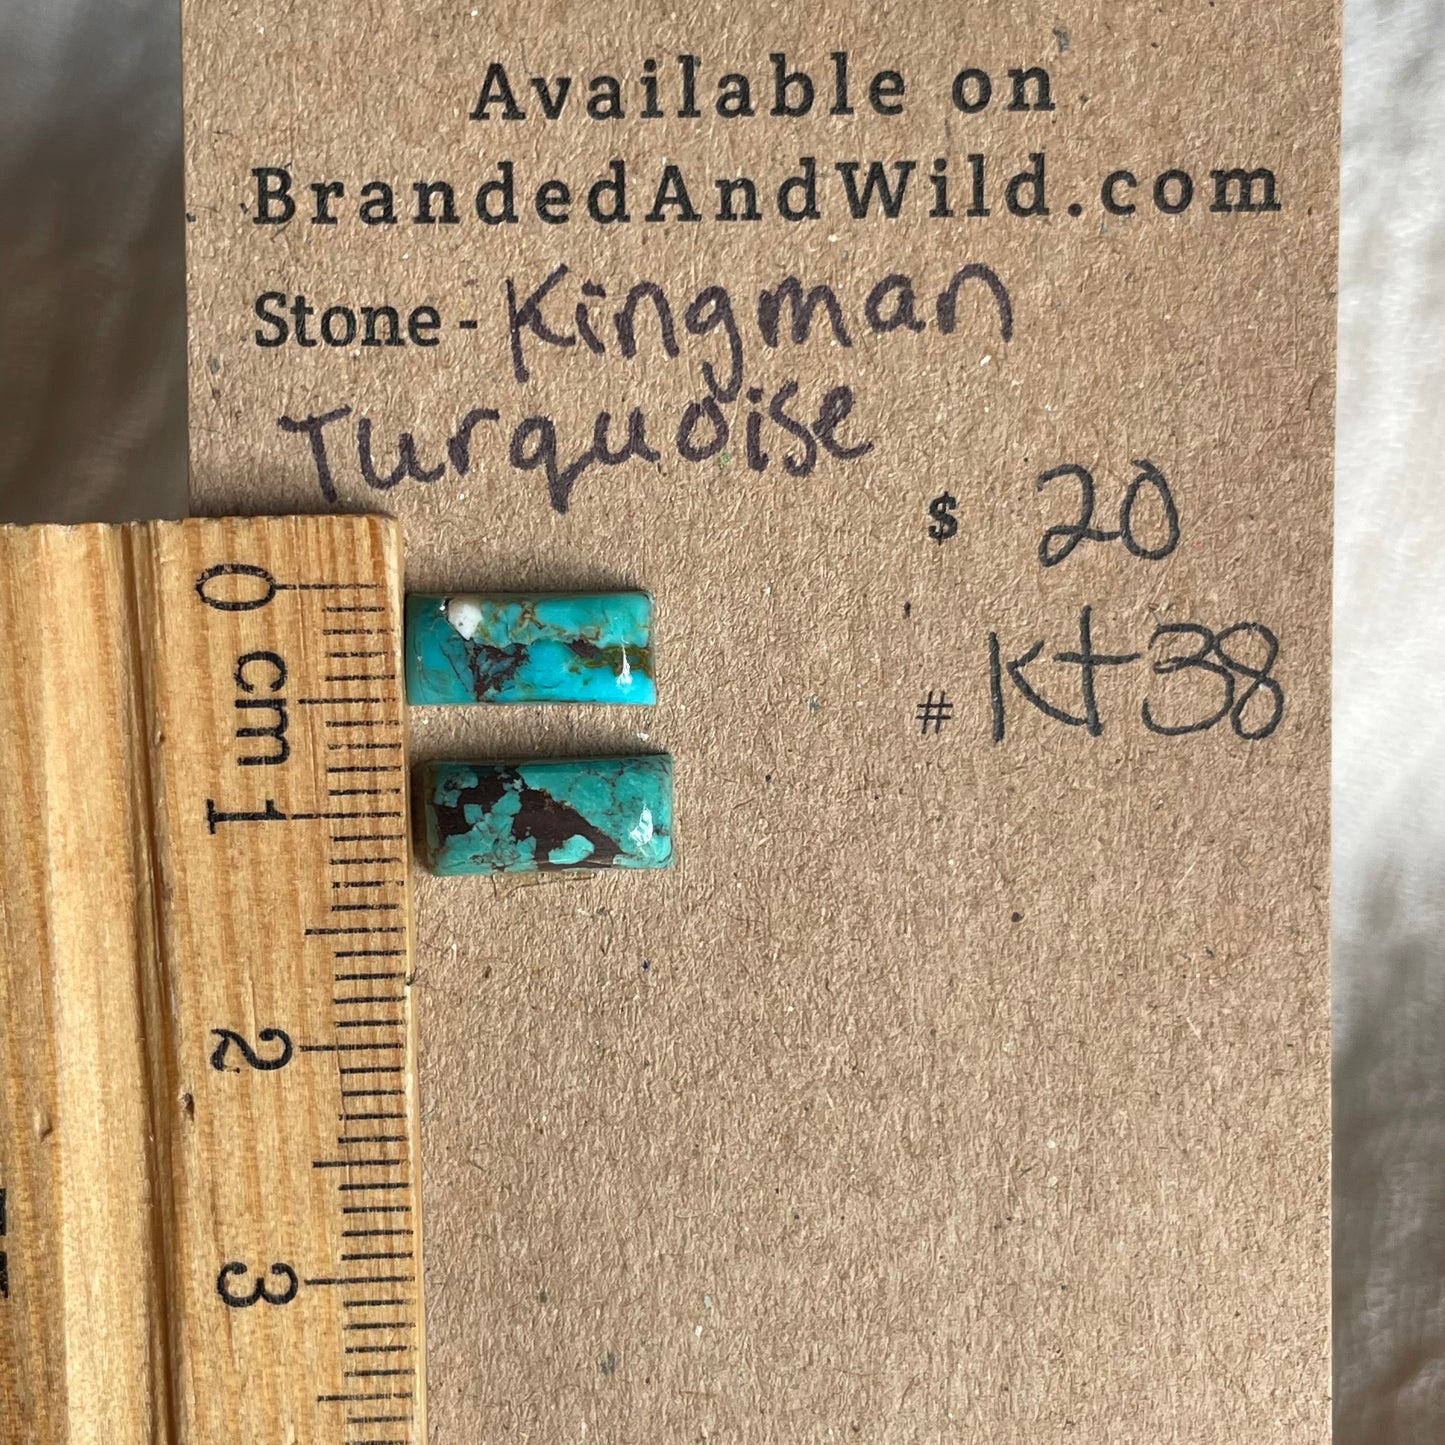 Available on
BrandedAndWild.com
Stone - Kingman
Turquoise
$ 20
# Kt38
0 cm 1 2 3